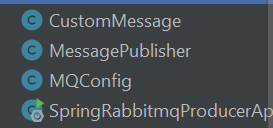 CustomMessage
MessagePublisher
MQConfig
SpringRabbitmqProducerAp